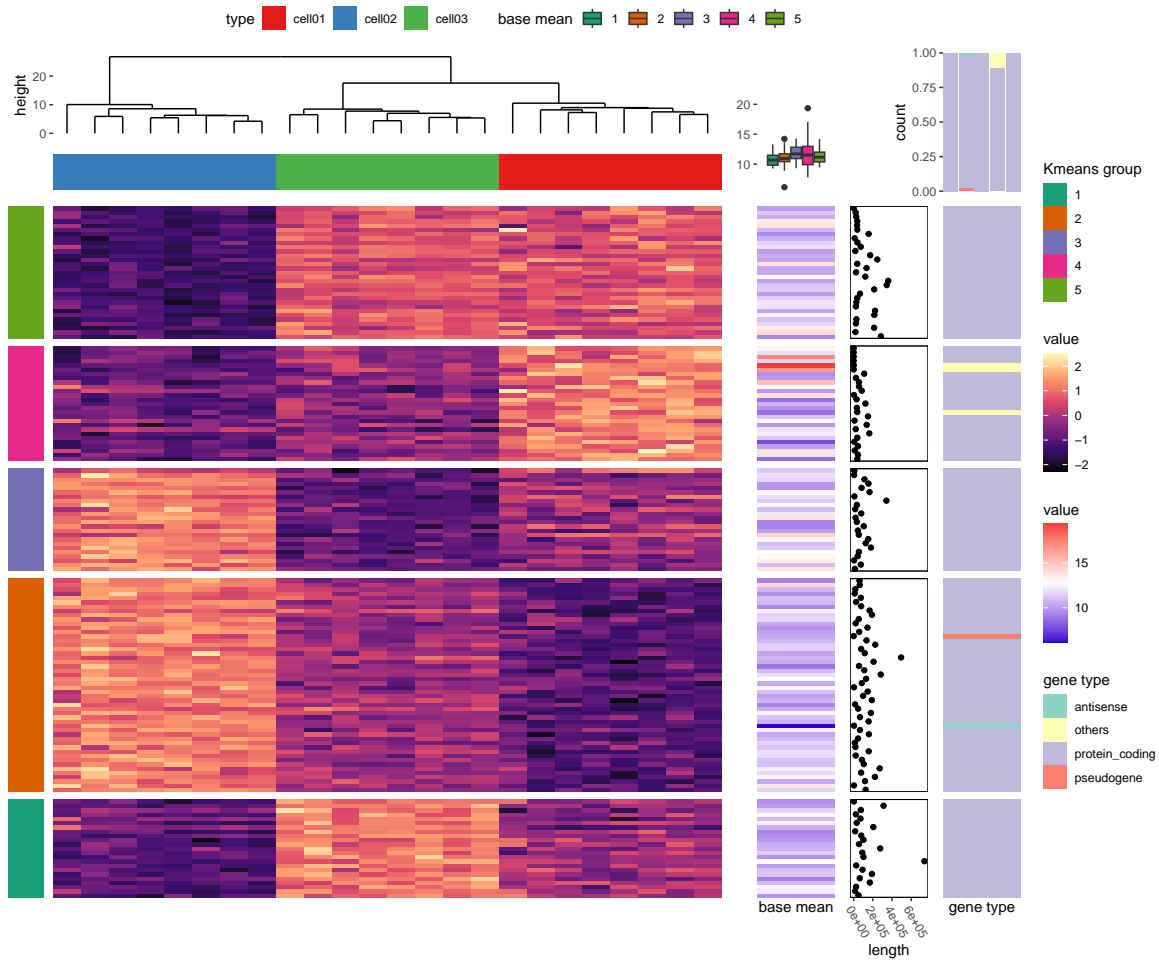 type cell01 cell02 cell03 base mean 1 2 3 4 5
height
20
10
0
20
15
10
count
1.00
0.75
0.50
0.25
0.00
Kmeans group
1
2
3
4
5
value
2
1
0
−1
−2
value
15
10
gene type
antisense
others
protein_coding
pseudogene
base mean
0e+00
2e+05
4e+05
6e+05
length
gene type